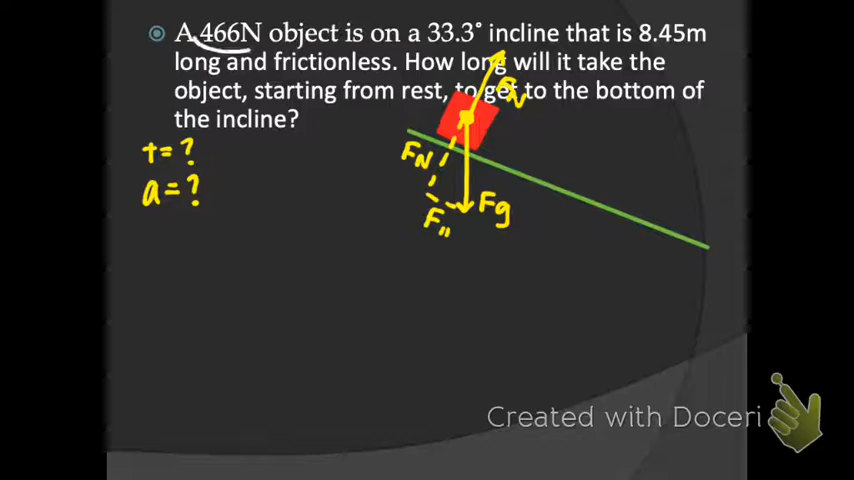 A 466N object is on a 33.3° incline that is 8.45m
long and frictionless. How long will it take the
object, starting from rest, to get to the bottom of
the incline?
t = ?
a = ?
FN
FN
Fg
F||
Created with Doceri